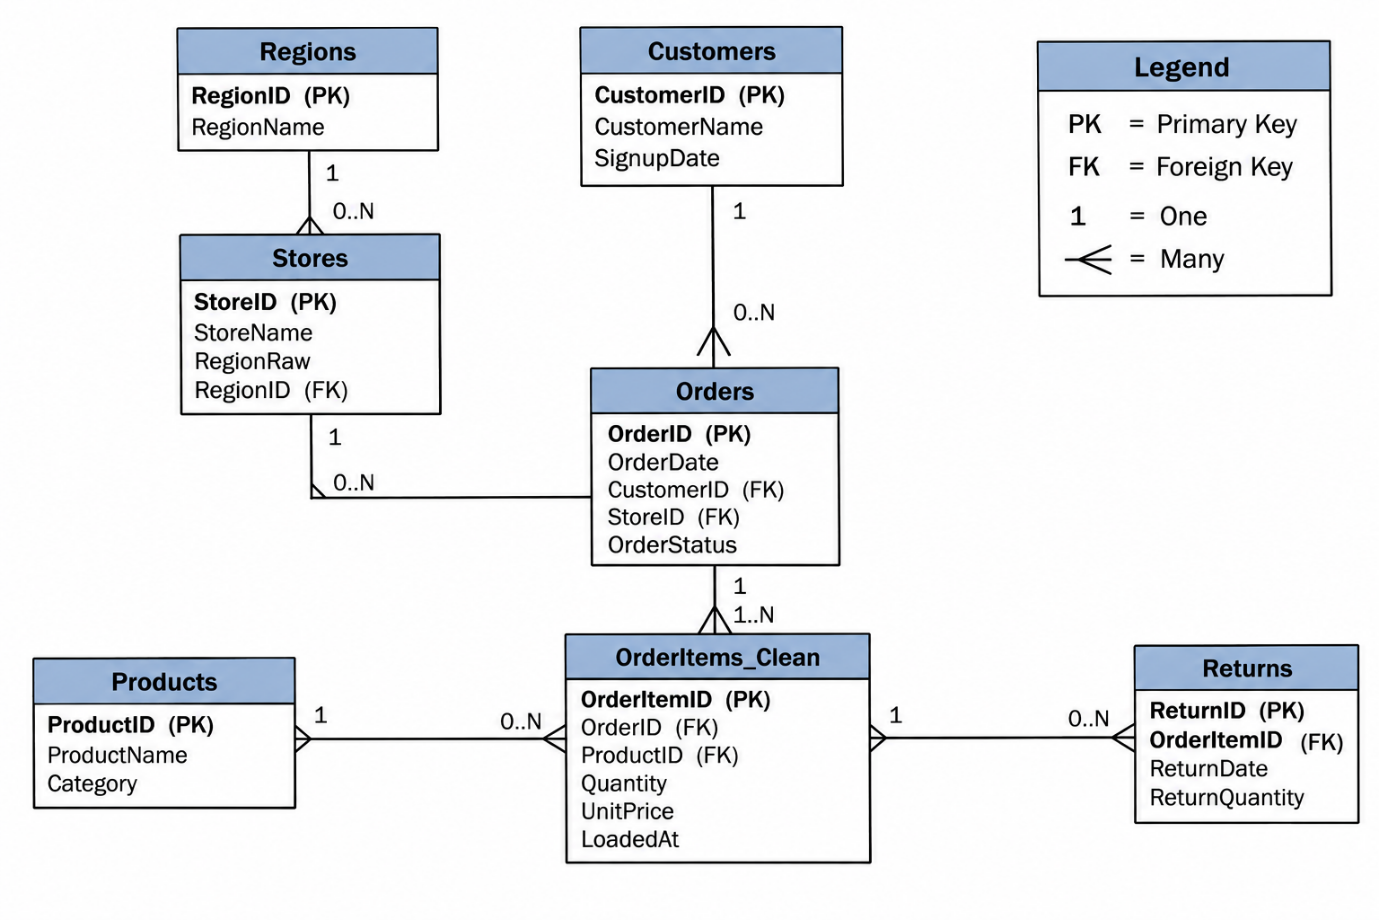 Regions
RegionID (PK)
RegionName
1
0..N
Stores
StoreID (PK)
StoreName
RegionRaw
RegionID (FK)
1
0..N
Customers
CustomerID (PK)
CustomerName
SignupDate
1
0..N
Orders
OrderID (PK)
OrderDate
CustomerID (FK)
StoreID (FK)
OrderStatus
1
1..N
Legend
PK = Primary Key
FK = Foreign Key
1 = One
= Many
Products
ProductID (PK)
ProductName
Category
1
0..N
OrderItems_Clean
OrderItemID (PK)
OrderID (FK)
ProductID (FK)
Quantity
UnitPrice
LoadedAt
1
0..N
Returns
ReturnID (PK)
OrderItemID (FK)
ReturnDate
ReturnQuantity